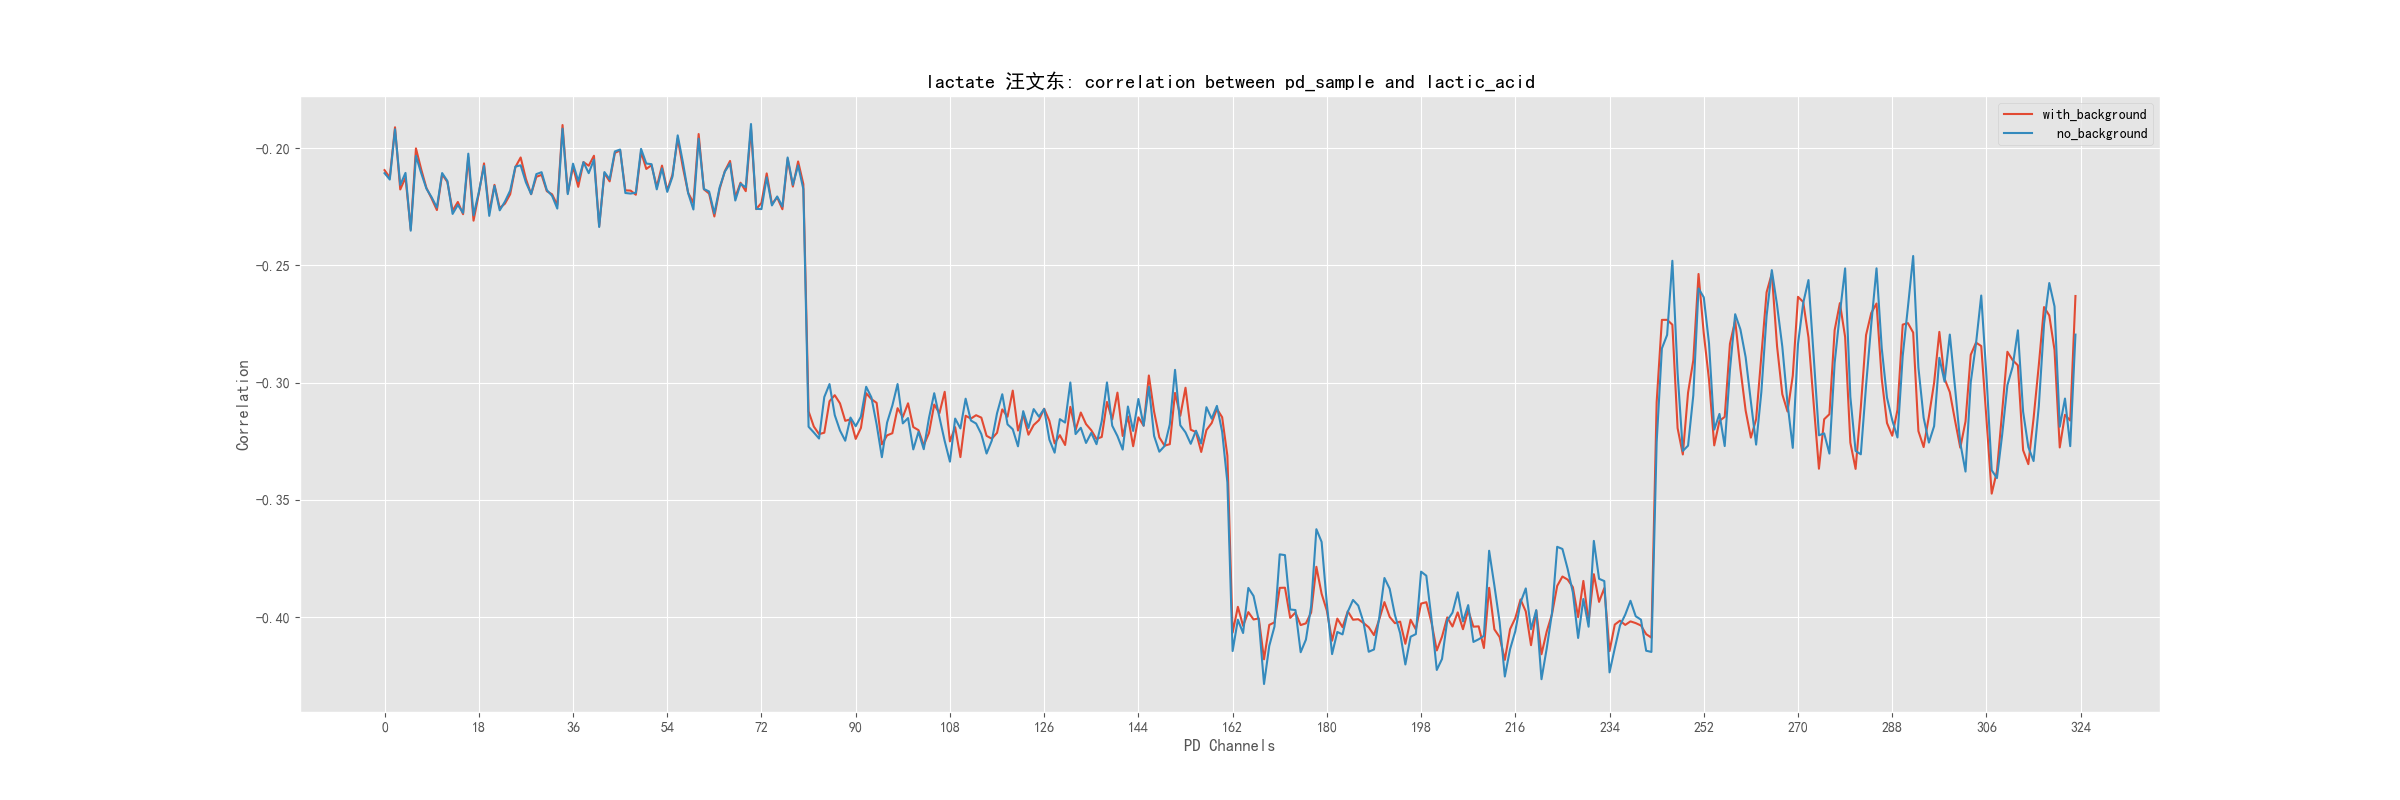 lactate 汪文东: correlation between pd_sample and lactic_acid
with_background
no_background
-0.20
-0.25
-0.30
-0.35
-0.40
Correlation
0 18 36 54 72 90 108 126 144 162 180 198 216 234 252 270 288 306 324
PD Channels